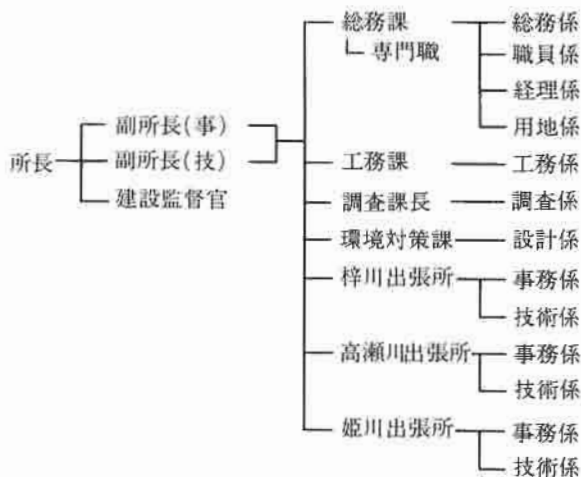 総務課 総務係
専門職 職員係
経理係
副所長(事) 用地係
所長 副所長(技) 工務課 工務係
建設監督官 調査課長 調査係
環境対策課 設計係
梓川出張所 事務係
技術係
高瀬川出張所 事務係
技術係
姫川出張所 事務係
技術係